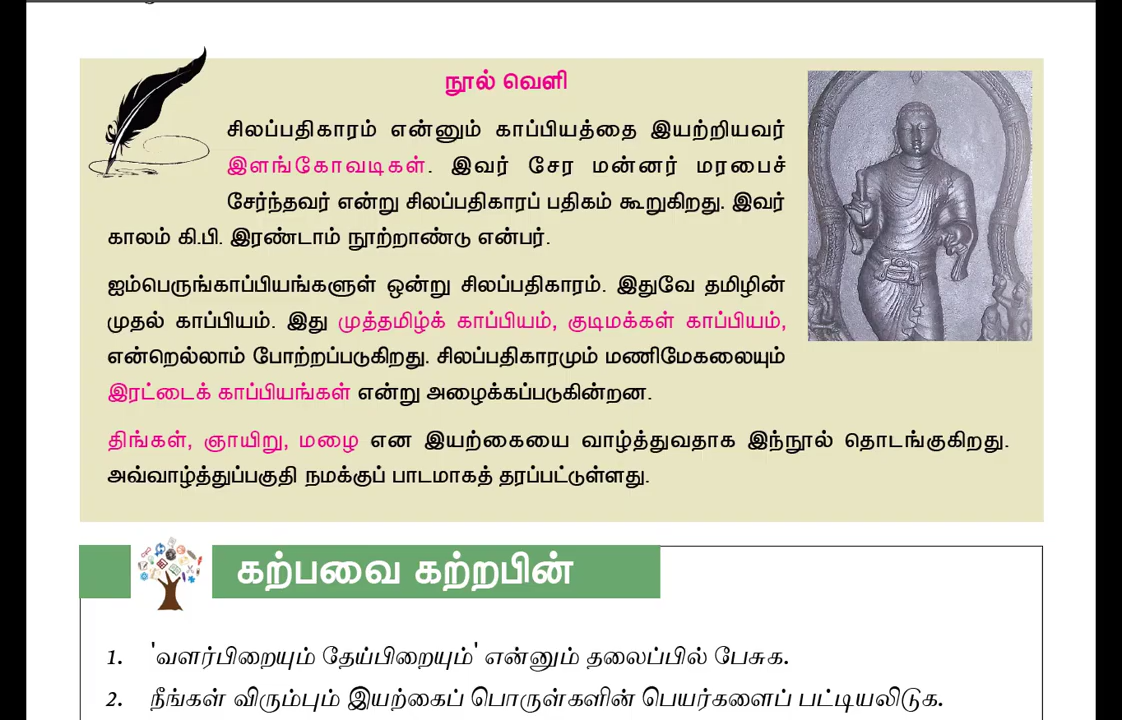 நூல் வெளி
சிலப்பதிகாரம் என்னும் காப்பியத்தை இயற்றியவர்
இளங்கோவடிகள். இவர் சேர மன்னர் மரபைச்
சேர்ந்தவர் என்று சிலப்பதிகாரப் பதிகம் கூறுகிறது. இவர்
காலம் கி.பி. இரண்டாம் நூற்றாண்டு என்பர்.
ஐம்பெருங்காப்பியங்களுள் ஒன்று சிலப்பதிகாரம். இதுவே தமிழின்
முதல் காப்பியம். இது முத்தமிழ்க் காப்பியம், குடிமக்கள் காப்பியம்,
என்றெல்லாம் போற்றப்படுகிறது. சிலப்பதிகாரமும் மணிமேகலையும்
இரட்டைக் காப்பியங்கள் என்று அழைக்கப்படுகின்றன.
திங்கள், ஞாயிறு, மழை என இயற்கையை வாழ்த்துவதாக இந்நூல் தொடங்குகிறது.
அவ்வாழ்த்துப்பகுதி நமக்குப் பாடமாகத் தரப்பட்டுள்ளது.
கற்பவை கற்றபின்
1. 'வளர்பிறையும் தேய்பிறையும்' என்னும் தலைப்பில் பேசுக.
2. நீங்கள் விரும்பும் இயற்கைப் பொருள்களின் பெயர்களைப் பட்டியலிடுக.